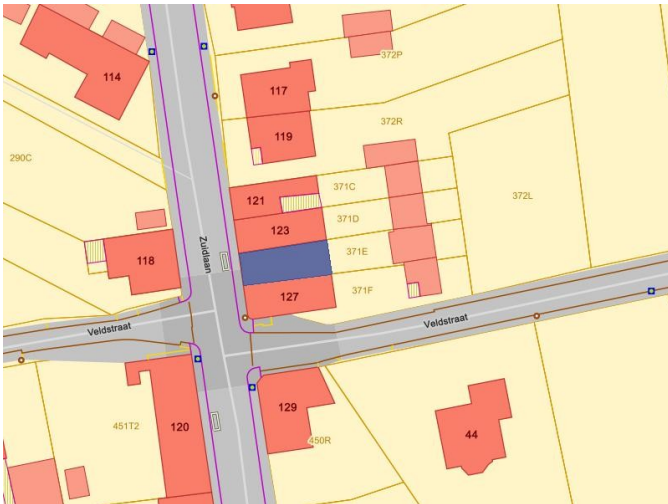 114
372P
117
372R
119
290C
371C
372L
121
371D
123
Zuidlaan
371E
118
371F
127
Veldstraat
Veldstraat
451T2
120
129
450R
44